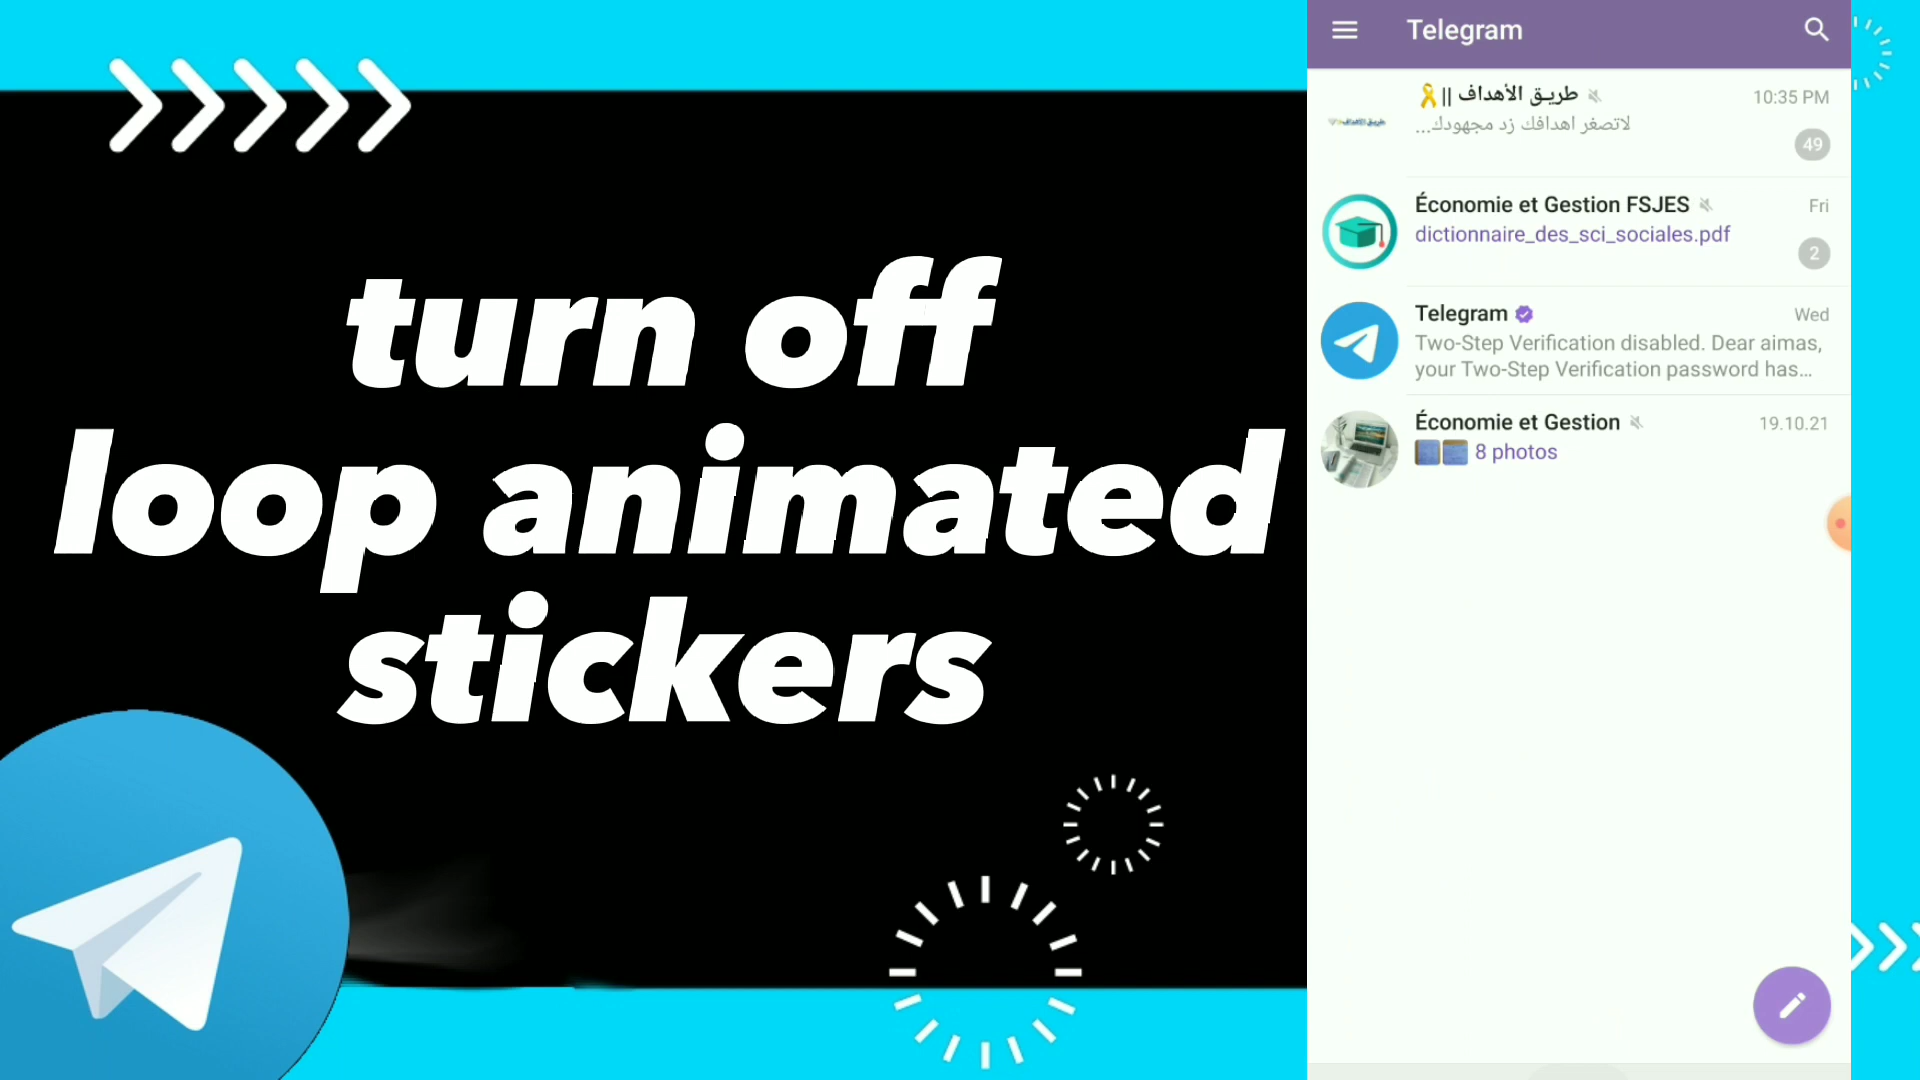 turn off
loop animated
stickers
Telegram
طريـق الأهداف || 🎗
10:35 PM
لاتصغر اهدافك زد مجهودك...
49
Économie et Gestion FSJES
Fri
dictionnaire_des_sci_sociales.pdf
2
Telegram
Wed
Two-Step Verification disabled. Dear aimas,
your Two-Step Verification password has...
Économie et Gestion
19.10.21
8 photos